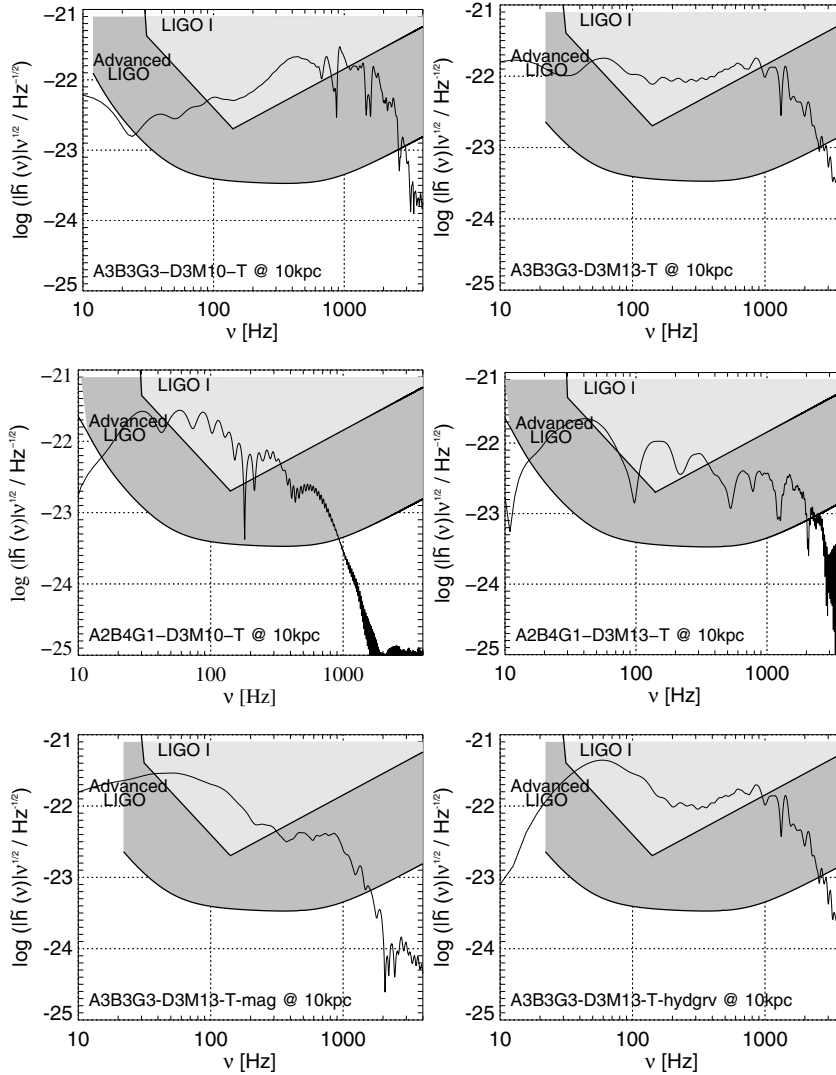 -21
-22
-23
-24
-25
log (|h̃ (ν)|ν^1/2 / Hz^-1/2)
LIGO I
Advanced
LIGO
A3B3G3–D3M10–T @ 10kpc
10
100
1000
ν [Hz]
-21
-22
-23
-24
-25
log (|h̃ (ν)|ν^1/2 / Hz^-1/2)
LIGO I
Advanced
LIGO
A3B3G3-D3M13-T @ 10kpc
10
100
1000
ν [Hz]
−21
−22
−23
−24
−25
log (|h̃ (ν)|ν^1/2 / Hz^-1/2)
LIGO I
Advanced
LIGO
A2B4G1–D3M10–T @ 10kpc
10
100
1000
ν [Hz]
-21
-22
-23
-24
-25
log (|h̃ (ν)|ν^1/2 / Hz^-1/2)
LIGO I
Advanced
LIGO
A2B4G1–D3M13–T @ 10kpc
10
100
1000
ν [Hz]
-21
-22
-23
-24
-25
log (|h̃ (ν)|ν^1/2 / Hz^-1/2)
LIGO I
Advanced
LIGO
A3B3G3-D3M13-T-mag @ 10kpc
10
100
1000
ν [Hz]
-21
-22
-23
-24
-25
log (|h̃ (ν)|ν^1/2 / Hz^-1/2)
LIGO I
Advanced
LIGO
A3B3G3-D3M13-T-hydgrv @ 10kpc
10
100
1000
ν [Hz]